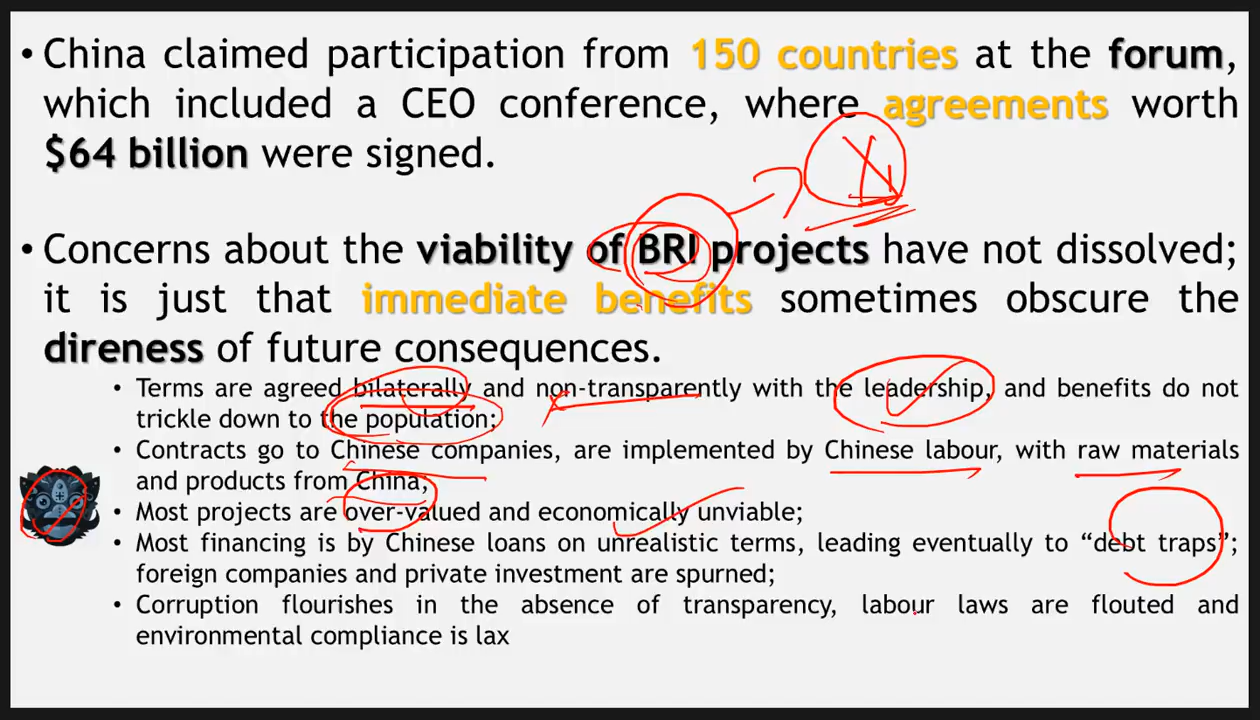 • China claimed participation from 150 countries at the forum,
which included a CEO conference, where agreements worth
$64 billion were signed.
• Concerns about the viability of BRI projects have not dissolved;
it is just that immediate benefits sometimes obscure the
direness of future consequences.
• Terms are agreed bilaterally and non-transparently with the leadership, and benefits do not
trickle down to the population;
• Contracts go to Chinese companies, are implemented by Chinese labour, with raw materials
and products from China;
• Most projects are over-valued and economically unviable;
• Most financing is by Chinese loans on unrealistic terms, leading eventually to “debt traps”;
foreign companies and private investment are spurned;
• Corruption flourishes in the absence of transparency, labour laws are flouted and
environmental compliance is lax